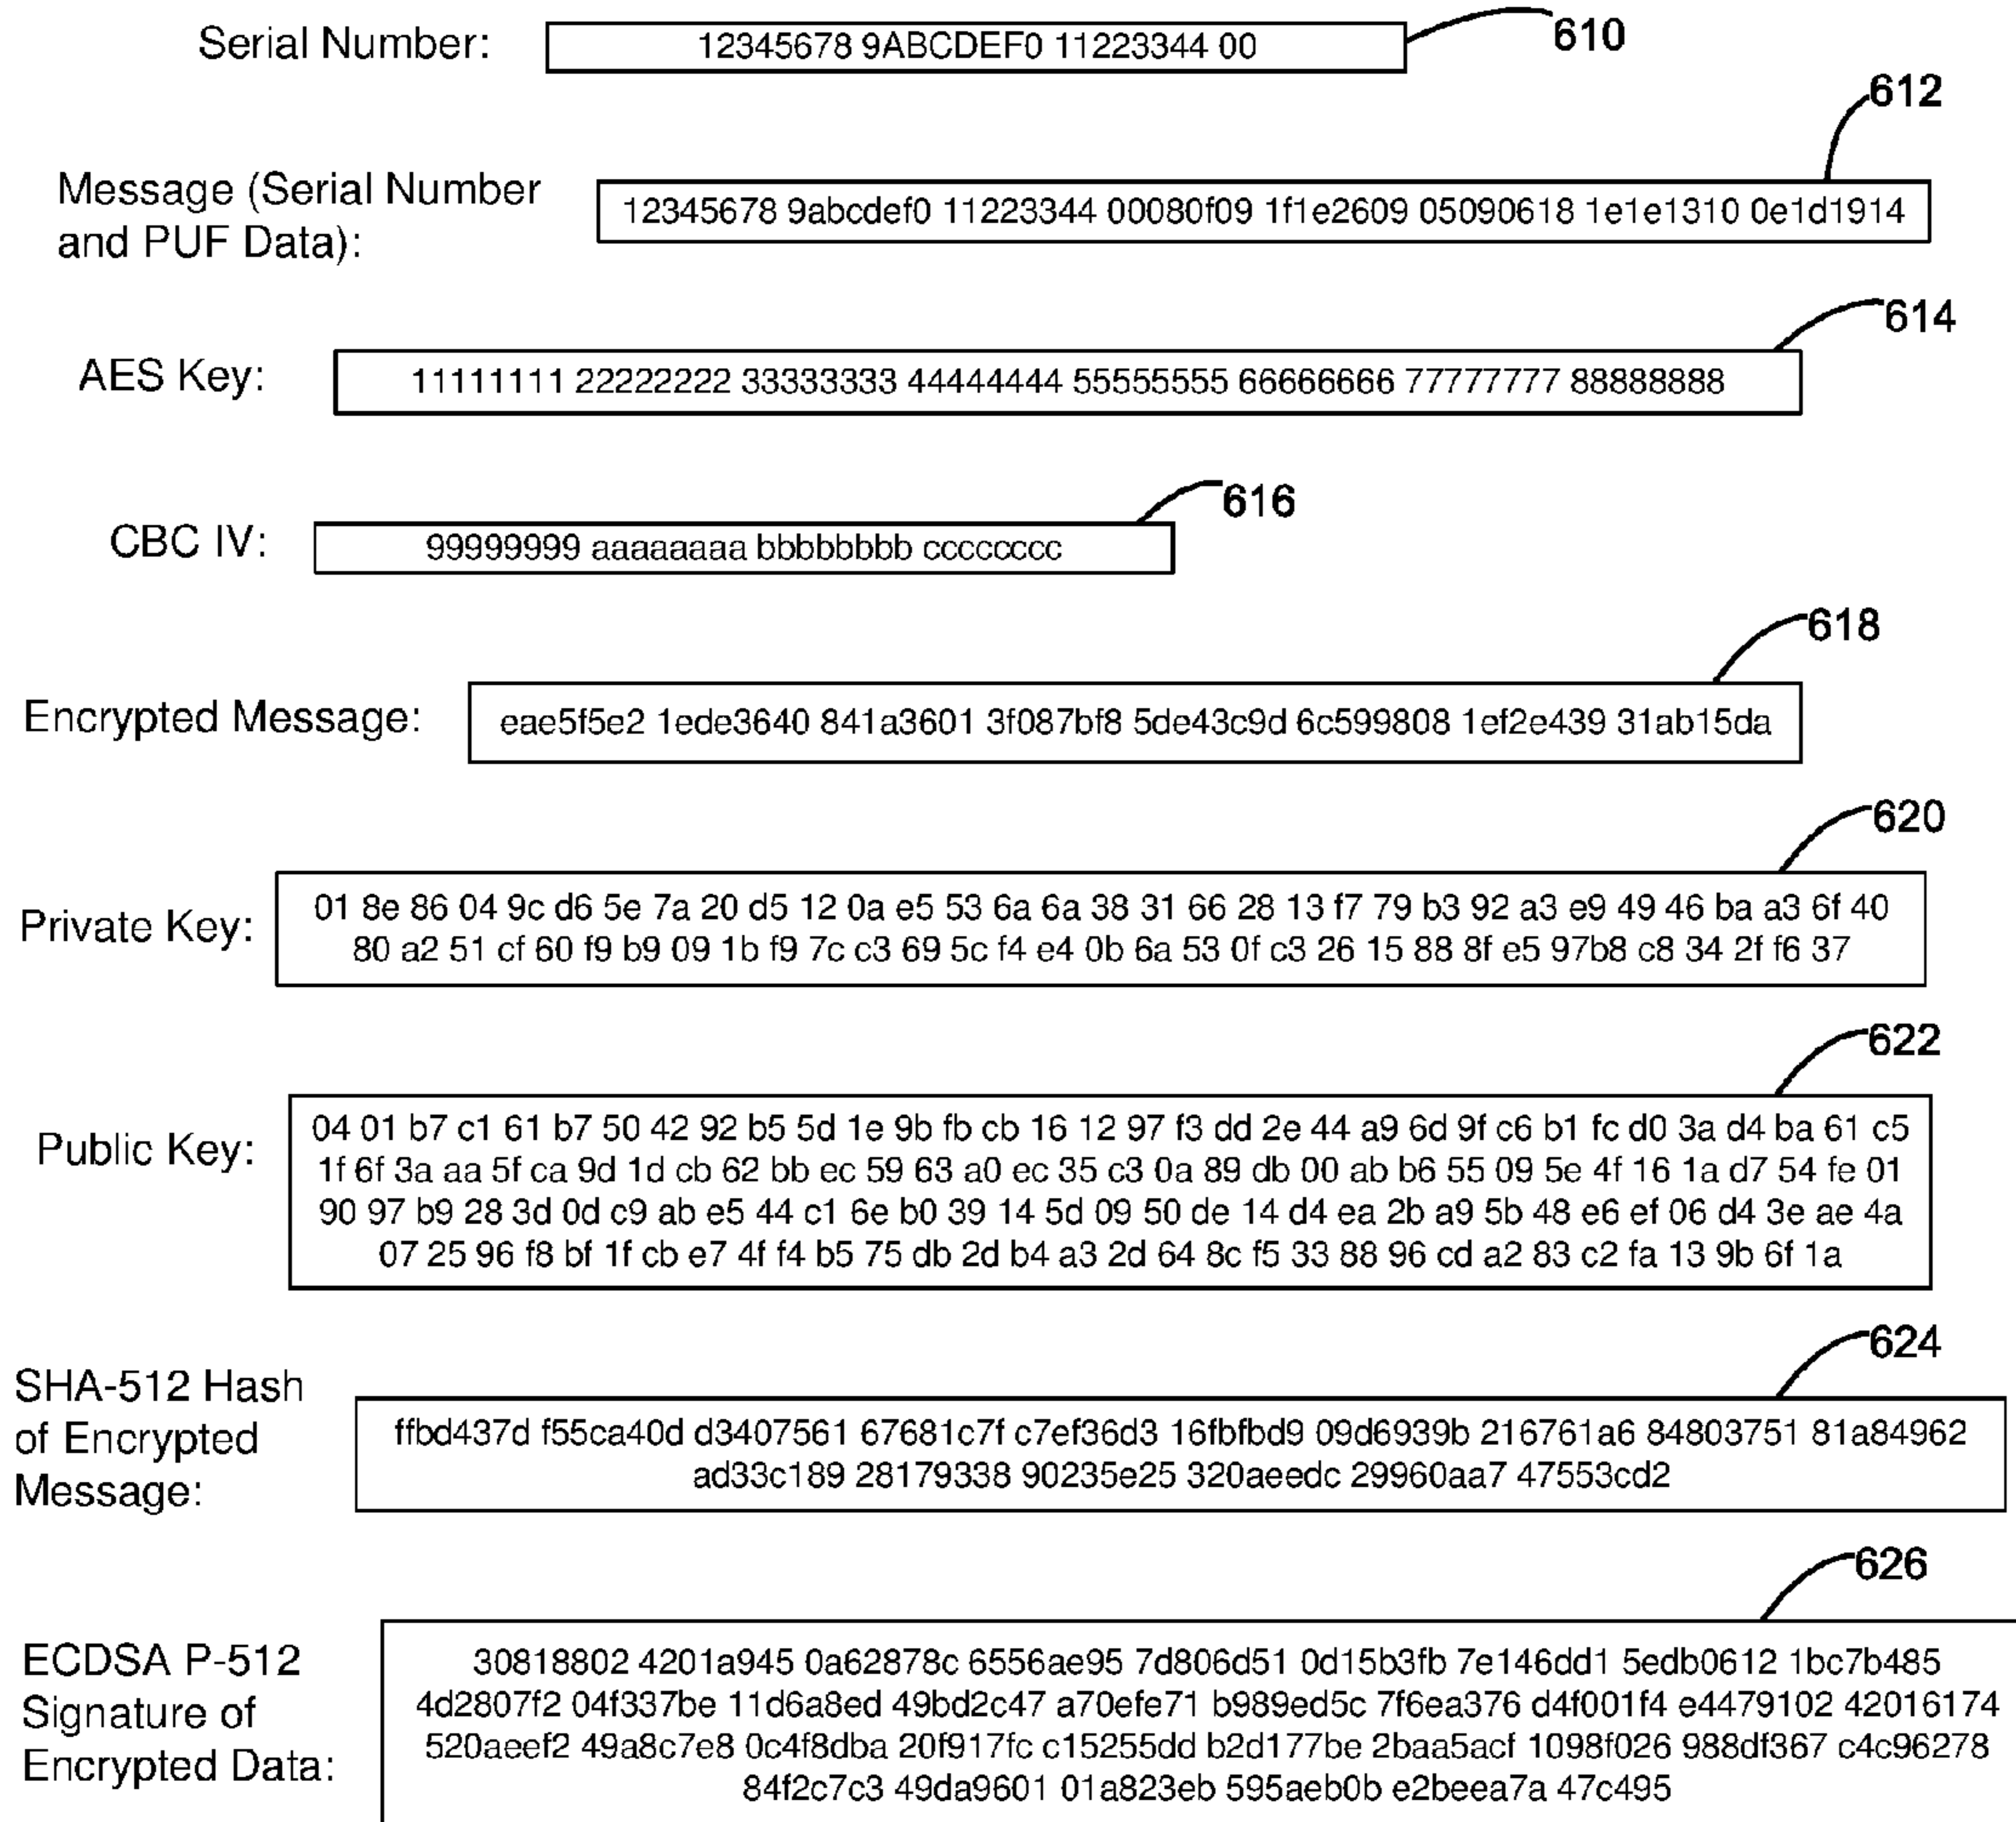 Serial Number:
12345678 9ABCDEF0 11223344 00
610
612
Message (Serial Number
and PUF Data):
12345678 9abcdef0 11223344 00080f09 1f1e2609 05090618 1e1e1310 0e1d1914
614
AES Key:
11111111 22222222 33333333 44444444 55555555 66666666 77777777 88888888
616
CBC IV:
99999999 aaaaaaaa bbbbbbbb cccccccc
618
Encrypted Message:
eae5f5e2 1ede3640 841a3601 3f087bf8 5de43c9d 6c599808 1ef2e439 31ab15da
620
Private Key:
01 8e 86 04 9c d6 5e 7a 20 d5 12 0a e5 53 6a 6a 38 31 66 28 13 f7 79 b3 92 a3 e9 49 46 ba a3 6f 40
80 a2 51 cf 60 f9 b9 09 1b f9 7c c3 69 5c f4 e4 0b 6a 53 0f c3 26 15 88 8f e5 97b8 c8 34 2f f6 37
622
Public Key:
04 01 b7 c1 61 b7 50 42 92 b5 5d 1e 9b fb cb 16 12 97 f3 dd 2e 44 a9 6d 9f c6 b1 fc d0 3a d4 ba 61 c5
1f 6f 3a aa 5f ca 9d 1d cb 62 bb ec 59 63 a0 ec 35 c3 0a 89 db 00 ab b6 55 09 5e 4f 16 1a d7 54 fe 01
90 97 b9 28 3d 0d c9 ab e5 44 c1 6e b0 39 14 5d 09 50 de 14 d4 ea 2b a9 5b 48 e6 ef 06 d4 3e ae 4a
07 25 96 f8 bf 1f cb e7 4f f4 b5 75 db 2d b4 a3 2d 64 8c f5 33 88 96 cd a2 83 c2 fa 13 9b 6f 1a
624
SHA-512 Hash
of Encrypted
Message:
ffbd437d f55ca40d d3407561 67681c7f c7ef36d3 16fbfbd9 09d6939b 216761a6 84803751 81a84962
ad33c189 28179338 90235e25 320aeedc 29960aa7 47553cd2
626
ECDSA P-512
Signature of
Encrypted Data:
30818802 4201a945 0a62878c 6556ae95 7d806d51 0d15b3fb 7e146dd1 5edb0612 1bc7b485
4d2807f2 04f337be 11d6a8ed 49bd2c47 a70efe71 b989ed5c 7f6ea376 d4f001f4 e4479102 42016174
520aeef2 49a8c7e8 0c4f8dba 20f917fc c15255dd b2d177be 2baa5acf 1098f026 988df367 c4c96278
84f2c7c3 49da9601 01a823eb 595aeb0b e2beea7a 47c495